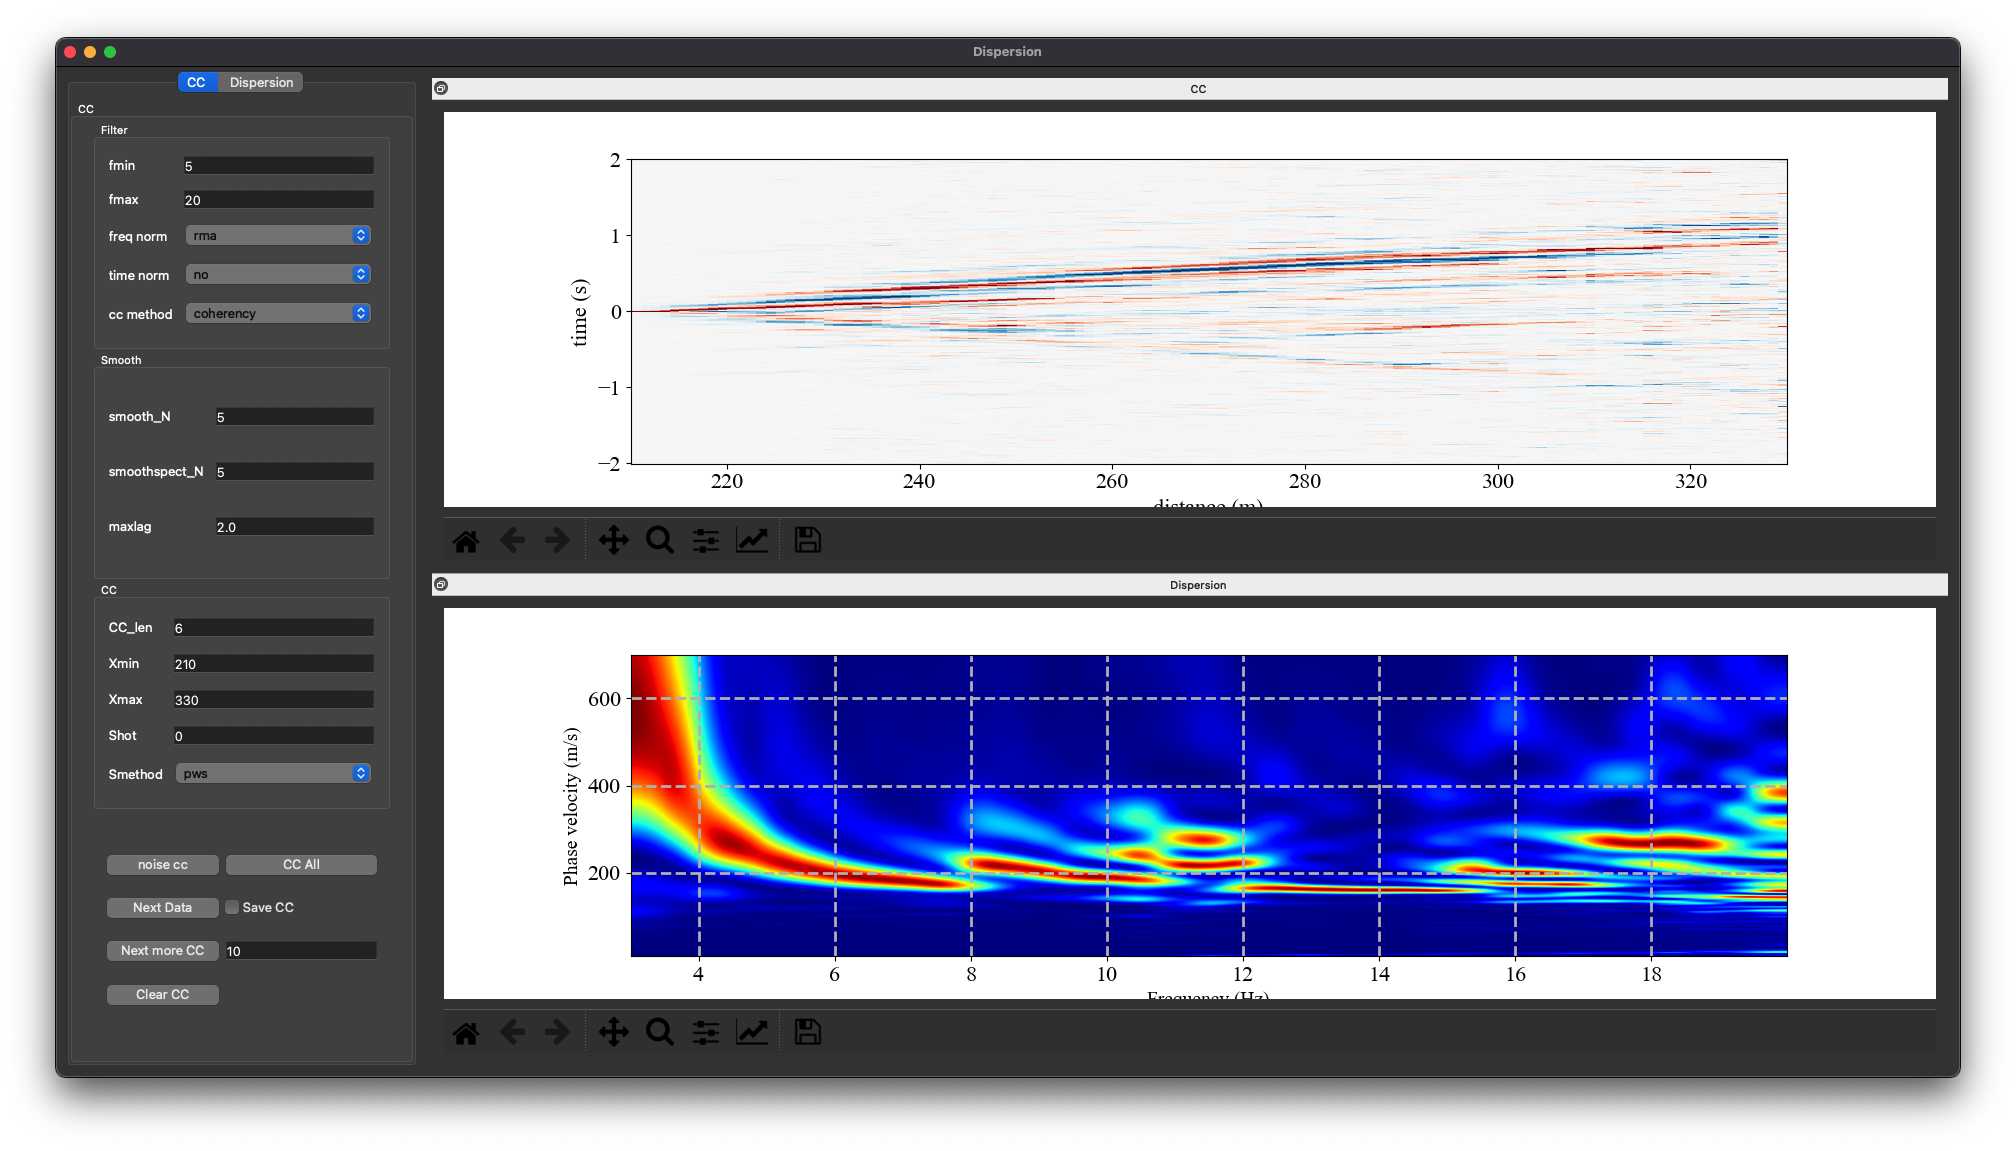 Dispersion
CC Dispersion
CC
Filter
fmin 5
fmax 20
freq norm rma
time norm no
cc method coherency
Smooth
smooth_N 5
smoothspect_N 5
maxlag 2.0
CC
CC_len 6
Xmin 210
Xmax 330
Shot 0
Smethod pws
noise cc CC All
Next Data Save CC
Next more CC 10
Clear CC
CC
2
1
0
−1
−2
time (s)
220 240 260 280 300 320
distance (m)
Dispersion
600
400
200
Phase velocity (m/s)
4 6 8 10 12 14 16 18
Frequency (Hz)